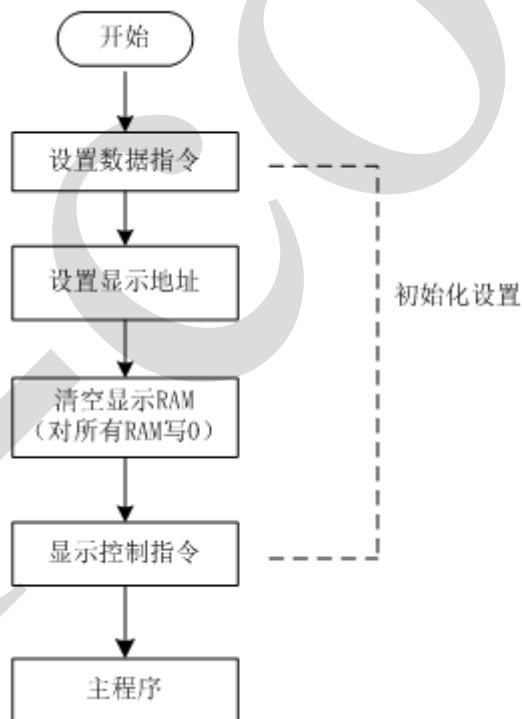 开始
设置数据指令
设置显示地址
初始化设置
清空显示RAM
（对所有RAM写0）
显示控制指令
主程序